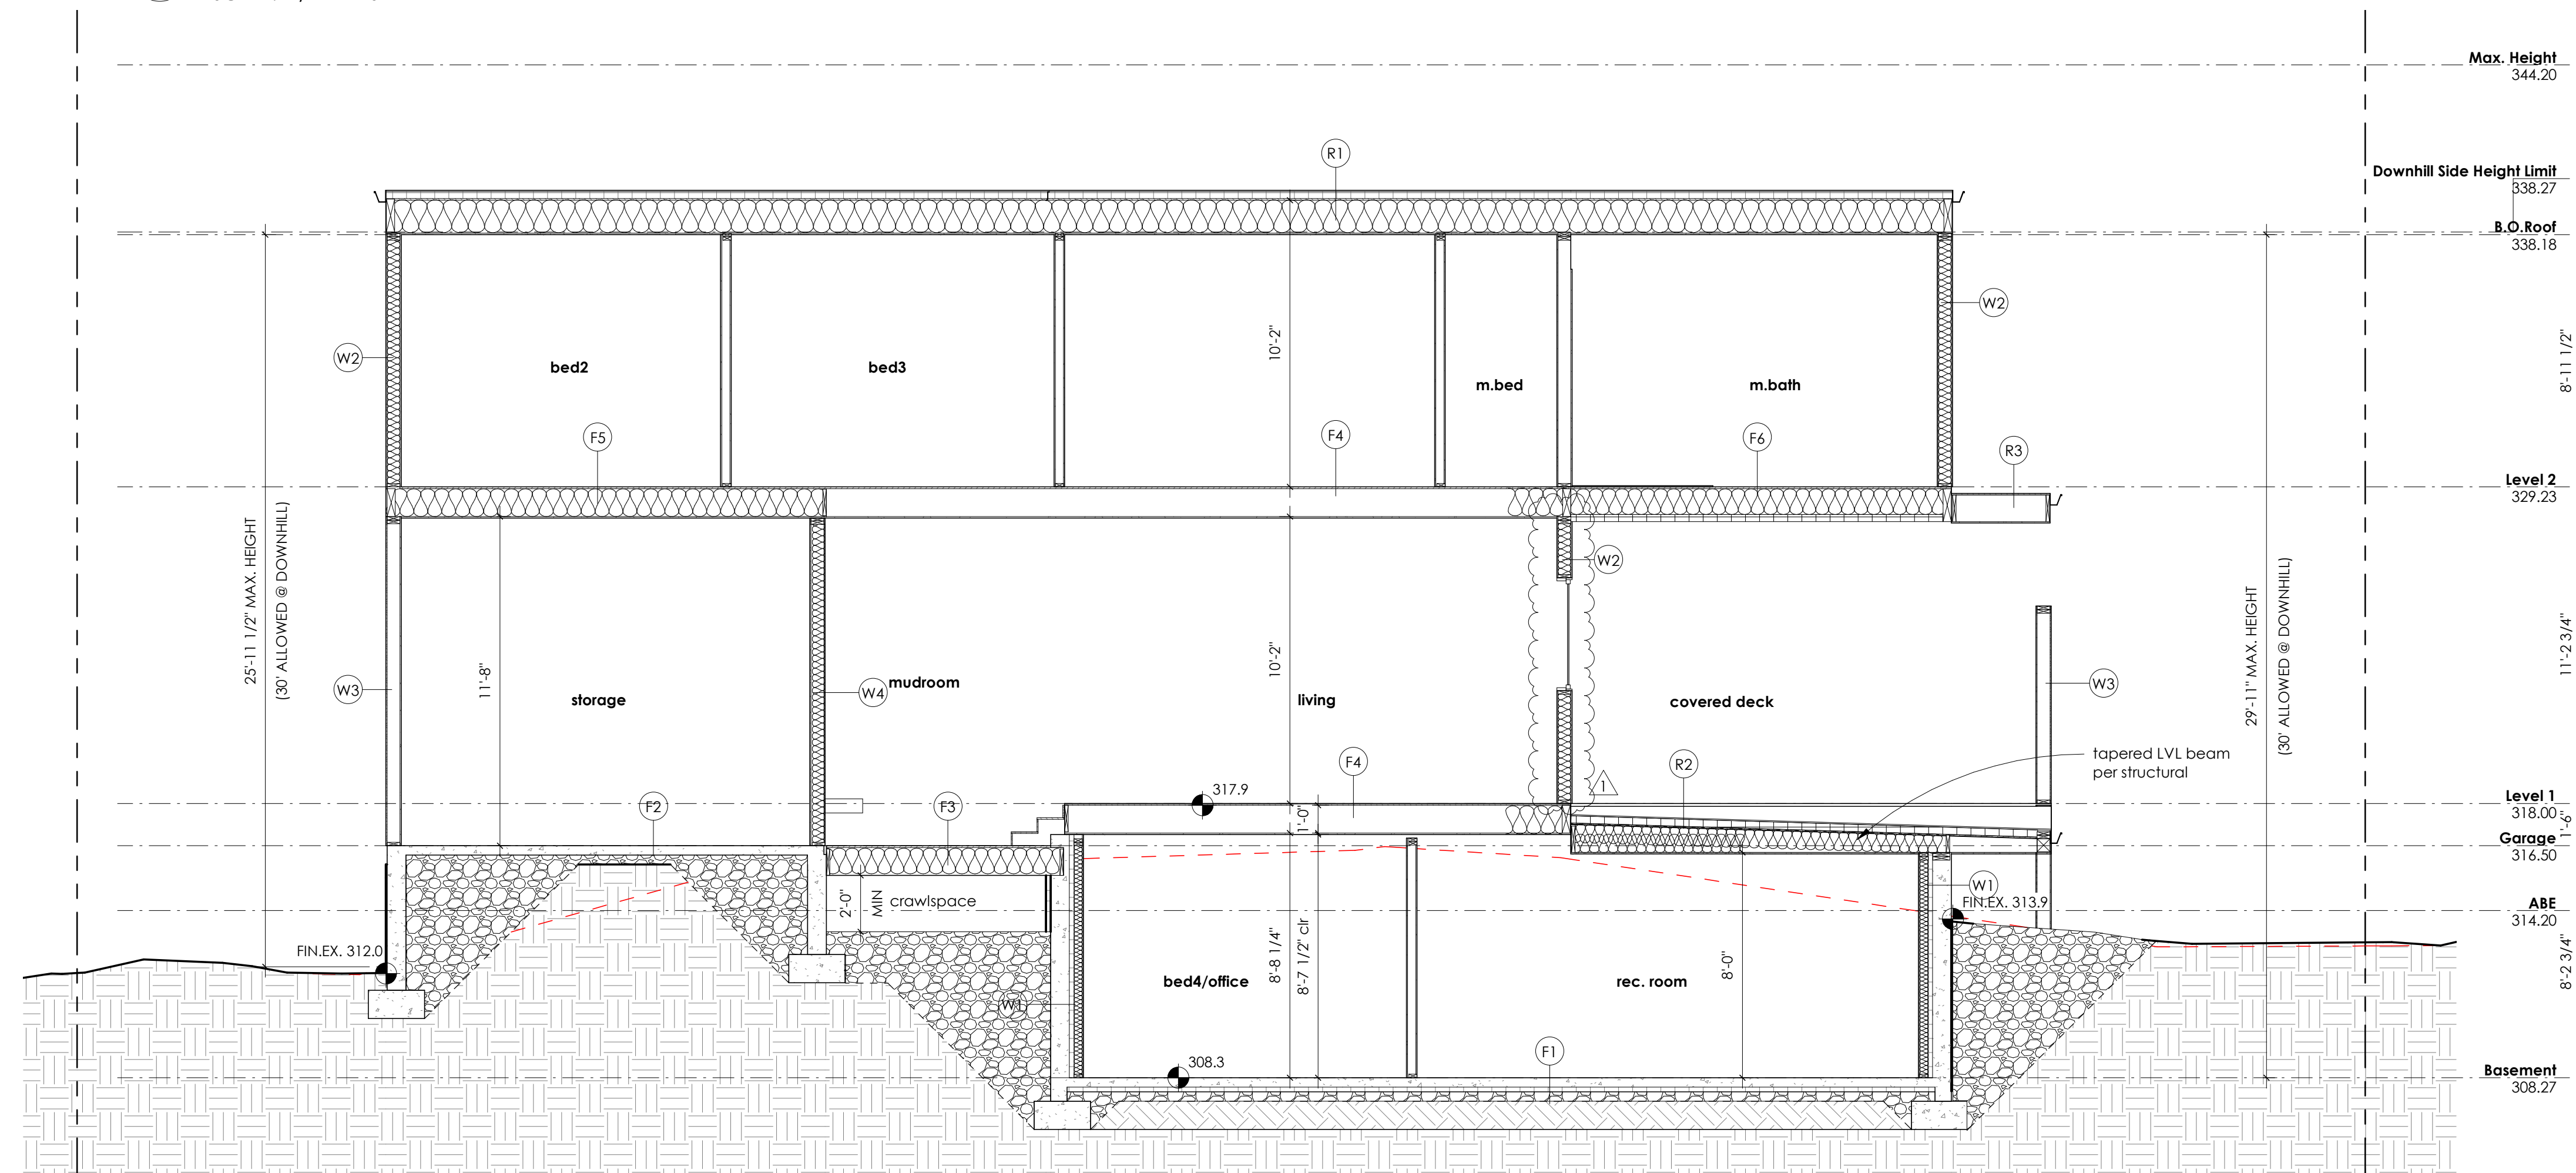 Max. Height
344.20
Downhill Side Height Limit
338.27
B.O.Roof
338.18
R1
W2
bed2
bed3
10'-2"
m.bed
m.bath
W2
8'-11 1/2"
F5
F4
F6
R3
Level 2
329.23
25'-11 1/2" MAX. HEIGHT
(30' ALLOWED @ DOWNHILL)
W3
11'-8"
storage
mudroom
W4
10'-2"
living
W2
covered deck
W3
29'-11" MAX. HEIGHT
(30' ALLOWED @ DOWNHILL)
11'-2 3/4"
tapered LVL beam
per structural
F2
F3
317.9
1'-0"
F4
1
R2
Level 1
318.00
1'-6"
Garage
316.50
2'-0"
MIN
crawlspace
W1
FIN.EX. 313.9
ABE
314.20
FIN.EX. 312.0
W1
bed4/office
8'-8 1/4"
8'-7 1/2" clr
rec. room
8'-0"
8'-2 3/4"
308.3
F1
Basement
308.27